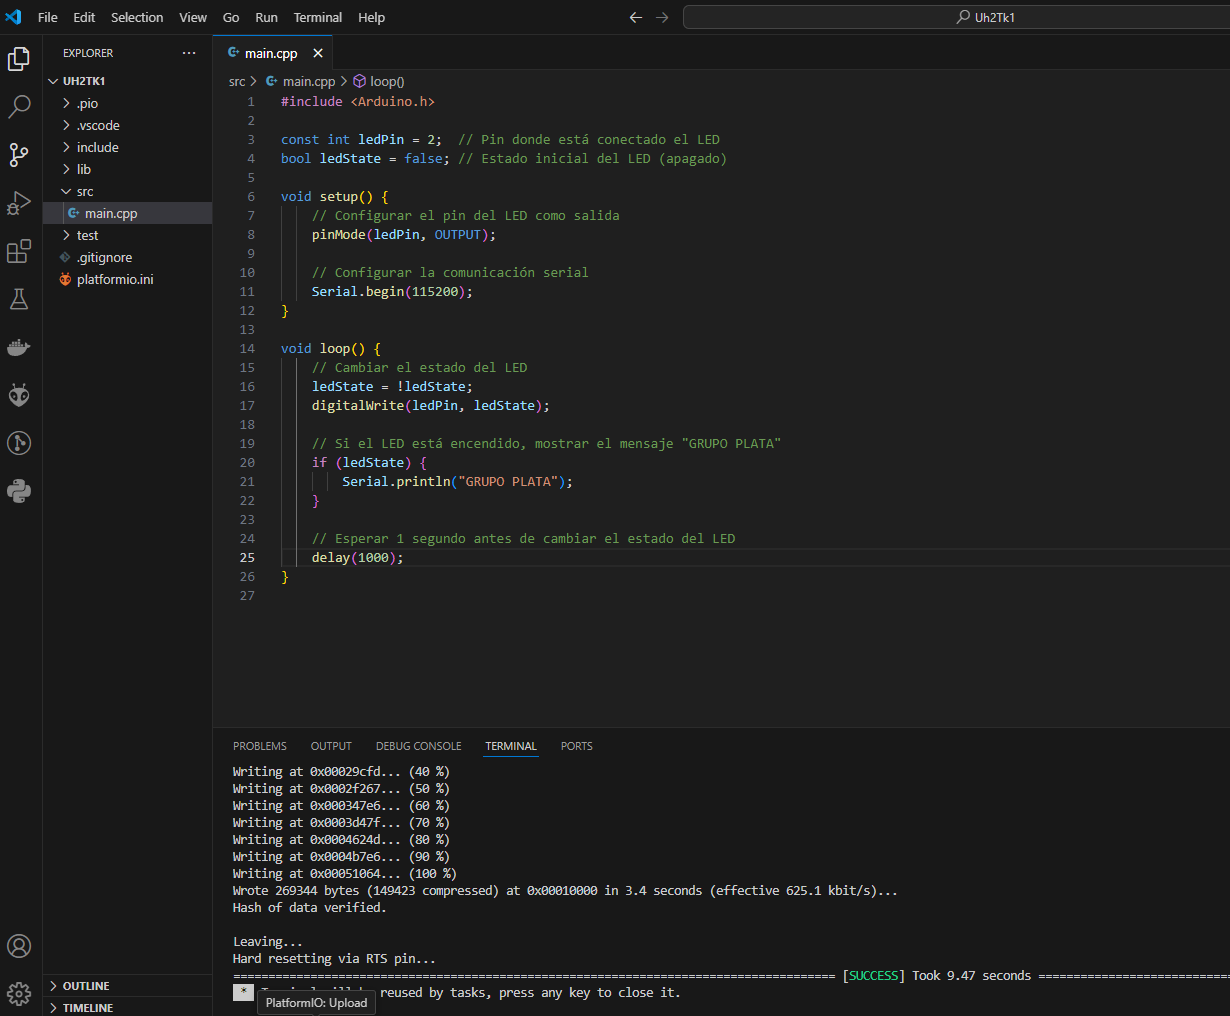 File Edit Selection View Go Run Terminal Help
Uh2Tk1
EXPLORER
UH2TK1
.pio
.vscode
include
lib
src
main.cpp
test
.gitignore
platformio.ini
OUTLINE
TIMELINE
main.cpp
src > main.cpp > loop()
1 #include <Arduino.h>
2
3 const int ledPin = 2;  // Pin donde está conectado el LED
4 bool ledState = false; // Estado inicial del LED (apagado)
5
6 void setup() {
7     // Configurar el pin del LED como salida
8     pinMode(ledPin, OUTPUT);
9
10     // Configurar la comunicación serial
11     Serial.begin(115200);
12 }
13
14 void loop() {
15     // Cambiar el estado del LED
16     ledState = !ledState;
17     digitalWrite(ledPin, ledState);
18
19     // Si el LED está encendido, mostrar el mensaje "GRUPO PLATA"
20     if (ledState) {
21         Serial.println("GRUPO PLATA");
22     }
23
24     // Esperar 1 segundo antes de cambiar el estado del LED
25     delay(1000);
26 }
27
PROBLEMS OUTPUT DEBUG CONSOLE TERMINAL PORTS
Writing at 0x00029cfd... (40 %)
Writing at 0x0002f267... (50 %)
Writing at 0x000347e6... (60 %)
Writing at 0x0003d47f... (70 %)
Writing at 0x0004624d... (80 %)
Writing at 0x0004b7e6... (90 %)
Writing at 0x00051064... (100 %)
Wrote 269344 bytes (149423 compressed) at 0x00010000 in 3.4 seconds (effective 625.1 kbit/s)...
Hash of data verified.
Leaving...
Hard resetting via RTS pin...
[SUCCESS] Took 9.47 seconds
* reused by tasks, press any key to close it.
PlatformIO: Upload